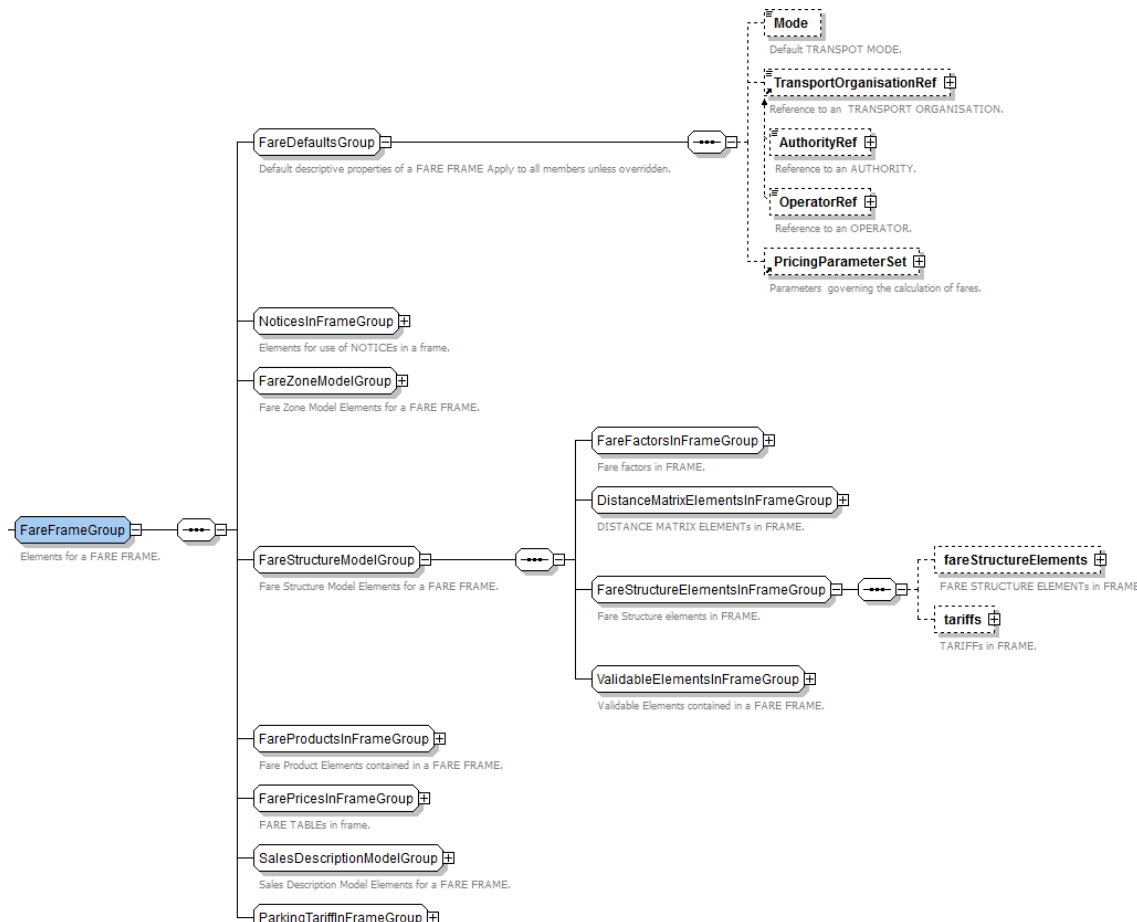 Mode
Default TRANSPOT MODE.
TransportOrganisationRef
Reference to an TRANSPORT ORGANISATION.
FareDefaultsGroup
Default descriptive properties of a FARE FRAME Apply to all members unless overridden.
AuthorityRef
Reference to an AUTHORITY.
OperatorRef
Reference to an OPERATOR.
PricingParameterSet
Parameters governing the calculation of fares.
NoticesInFrameGroup
Elements for use of NOTICEs in a frame.
FareZoneModelGroup
Fare Zone Model Elements for a FARE FRAME.
FareFrameGroup
Elements for a FARE FRAME.
FareStructureModelGroup
Fare Structure Model Elements for a FARE FRAME.
FareFactorsInFrameGroup
Fare factors in FRAME.
DistanceMatrixElementsInFrameGroup
DISTANCE MATRIX ELEMENTs in FRAME.
FareStructureElementsInFrameGroup
Fare Structure elements in FRAME.
fareStructureElements
FARE STRUCTURE ELEMENTs in FRAME
tariffs
TARIFFs in FRAME.
ValidableElementsInFrameGroup
Validable Elements contained in a FARE FRAME.
FareProductsInFrameGroup
Fare Product Elements contained in a FARE FRAME.
FarePricesInFrameGroup
FARE TABLEs in frame.
SalesDescriptionModelGroup
Sales Description Model Elements for a FARE FRAME.
ParkingTariffInFrameGroup